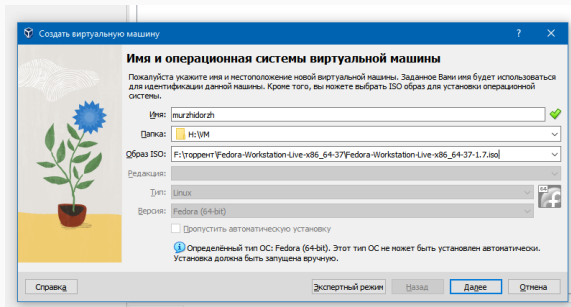 Создать виртуальную машину
Имя и операционная система виртуальной машины
Пожалуйста укажите имя и местоположение новой виртуальной машины. Заданное Вами имя будет использоваться
для идентификации данной машины. Кроме того, вы можете выбрать ISO образ для установки операционной
системы.
Имя: murzhidorzh
Папка: H:\VM
Образ ISO: F:\торрент\Fedora-Workstation-Live-x86_64-37\Fedora-Workstation-Live-x86_64-37-1.7.iso
Редакция:
Тип: Linux
64
Версия: Fedora (64-bit)
Пропустить автоматическую установку
Определённый тип ОС: Fedora (64-bit). Этот тип ОС не может быть установлен автоматически.
Установка должна быть запущена вручную.
Справка Экспертный режим Назад Далее Отмена